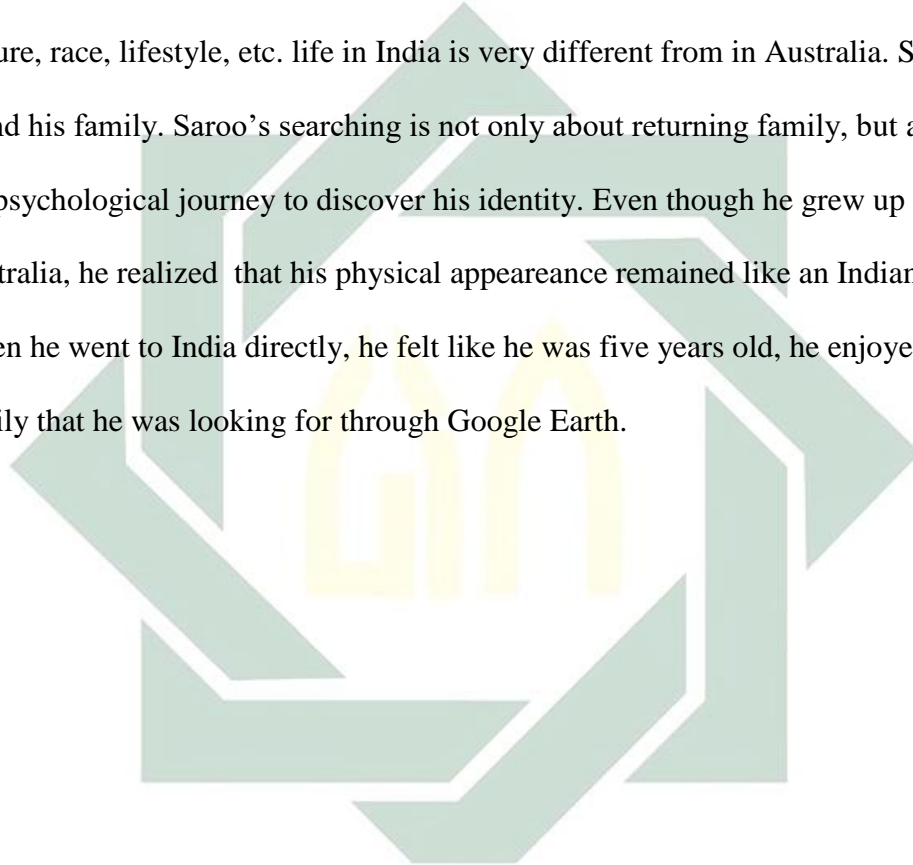 ure, race, lifestyle, etc. life in India is very different from in Australia. S
nd his family. Saroo’s searching is not only about returning family, but a
psychological journey to discover his identity. Even though he grew up
tralia, he realized  that his physical appeareance remained like an Indian
en he went to India directly, he felt like he was five years old, he enjoye
ily that he was looking for through Google Earth.